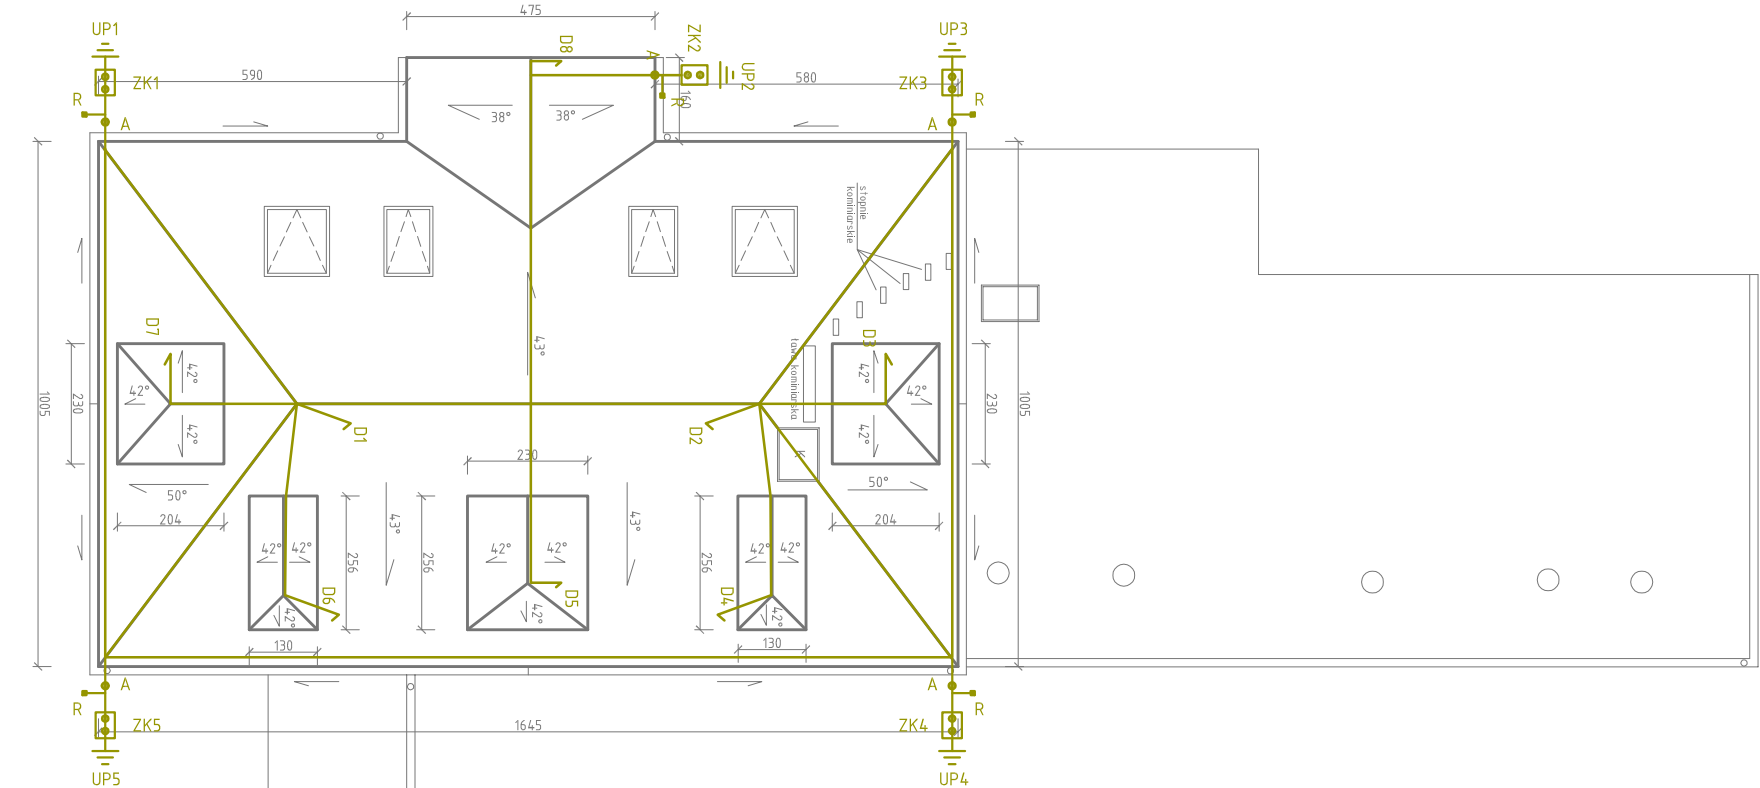 475
UP1
D8
A
ZK2
UP3
590
ZK1
UP2
580
ZK3
R
A
38°
38°
R
160
A
R
stopnie
kominiarskie
D7
43°
D3
ława kominiarska
42°
42°
42°
42°
42°
42°
1005
230
230
1005
D1
D2
K
230
50°
50°
204
43°
43°
204
42°
42°
256
256
42°
42°
256
42°
42°
D6
42°
D5
42°
D4
42°
130
130
A
R
A
R
ZK5
1645
ZK4
UP5
UP4